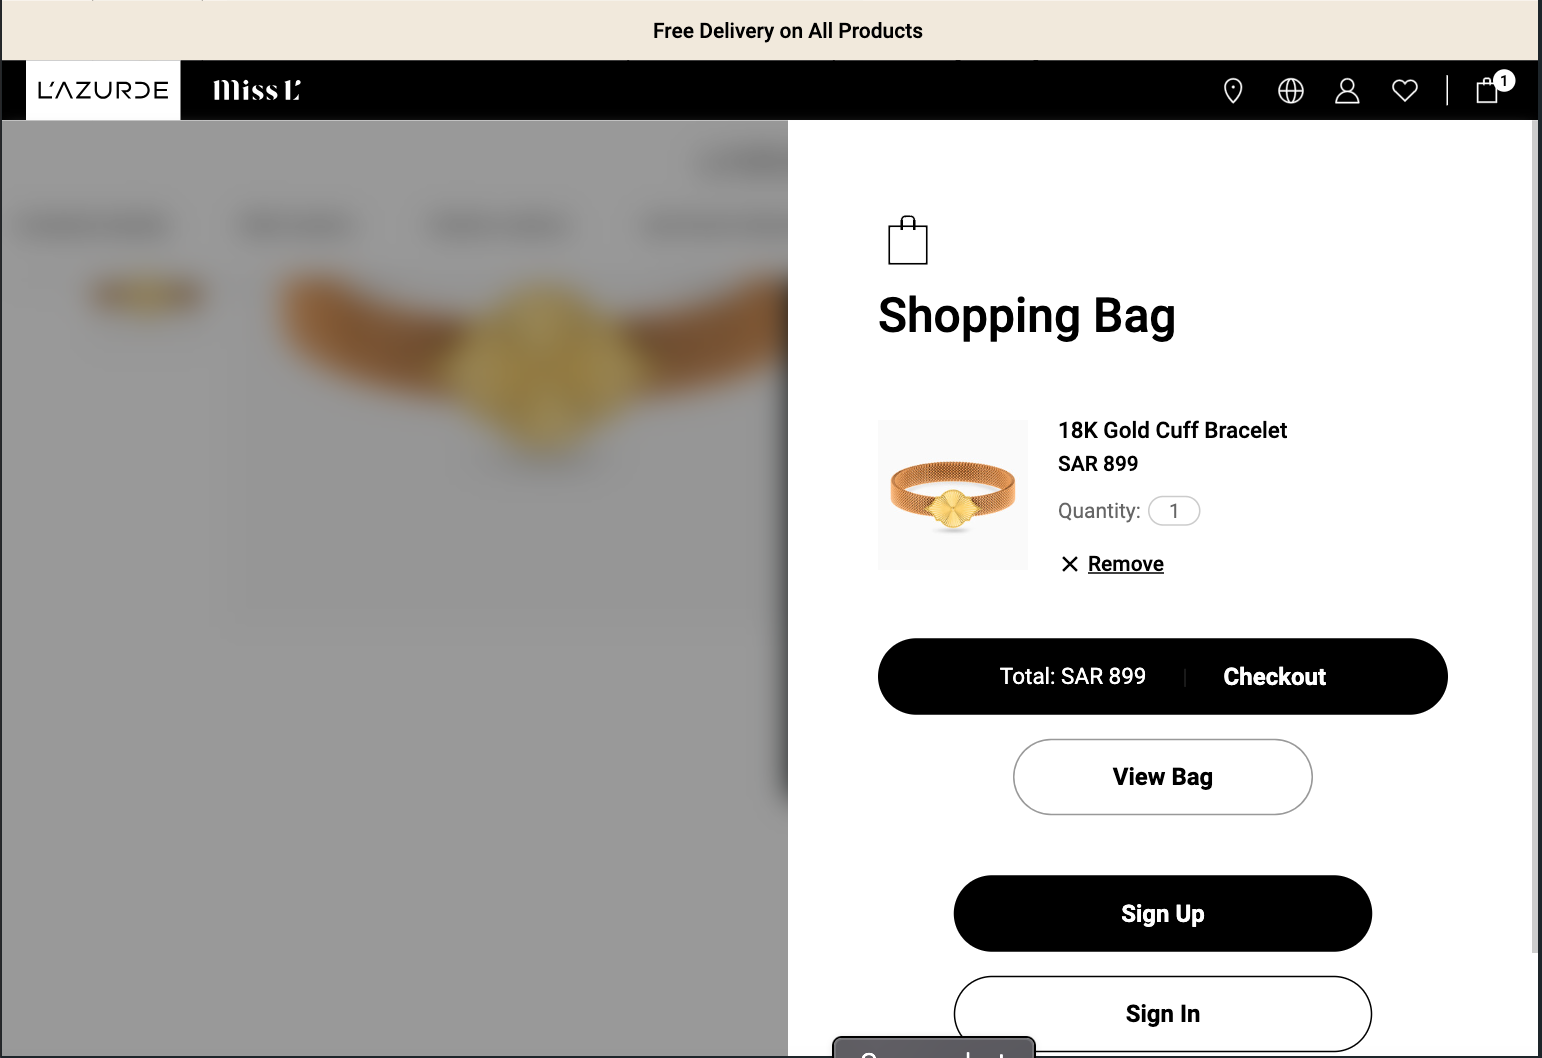 Free Delivery on All Products
L'AZURDE
Miss L'
1
Shopping Bag
18K Gold Cuff Bracelet
SAR 899
Quantity: 1
Remove
Total: SAR 899
Checkout
View Bag
Sign Up
Sign In